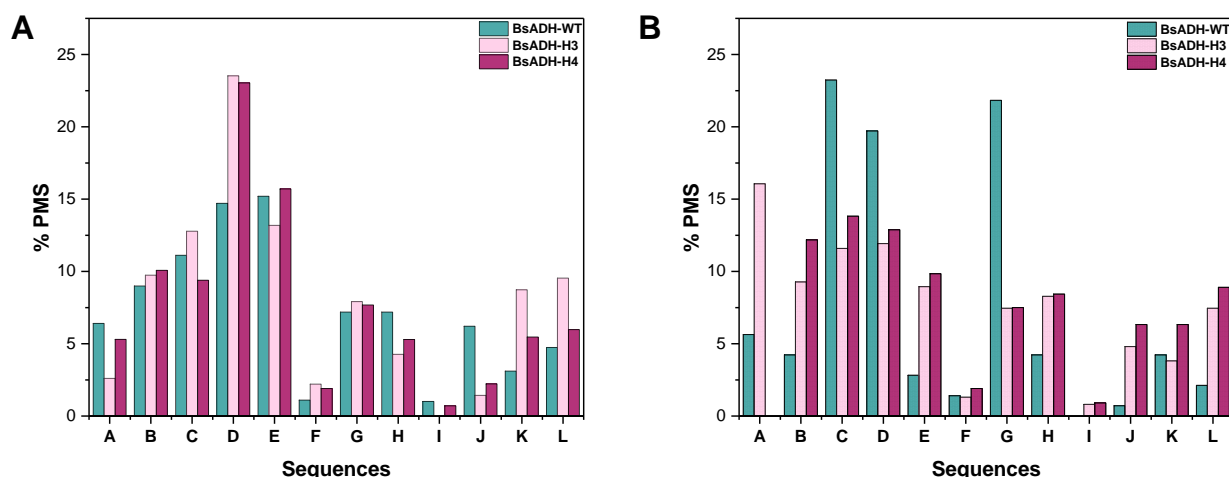 A
BsADH-WT
BsADH-H3
BsADH-H4
% PMS
25
20
15
10
5
0
A B C D E F G H I J K L
Sequences
B
BsADH-WT
BsADH-H3
BsADH-H4
% PMS
25
20
15
10
5
0
A B C D E F G H I J K L
Sequences